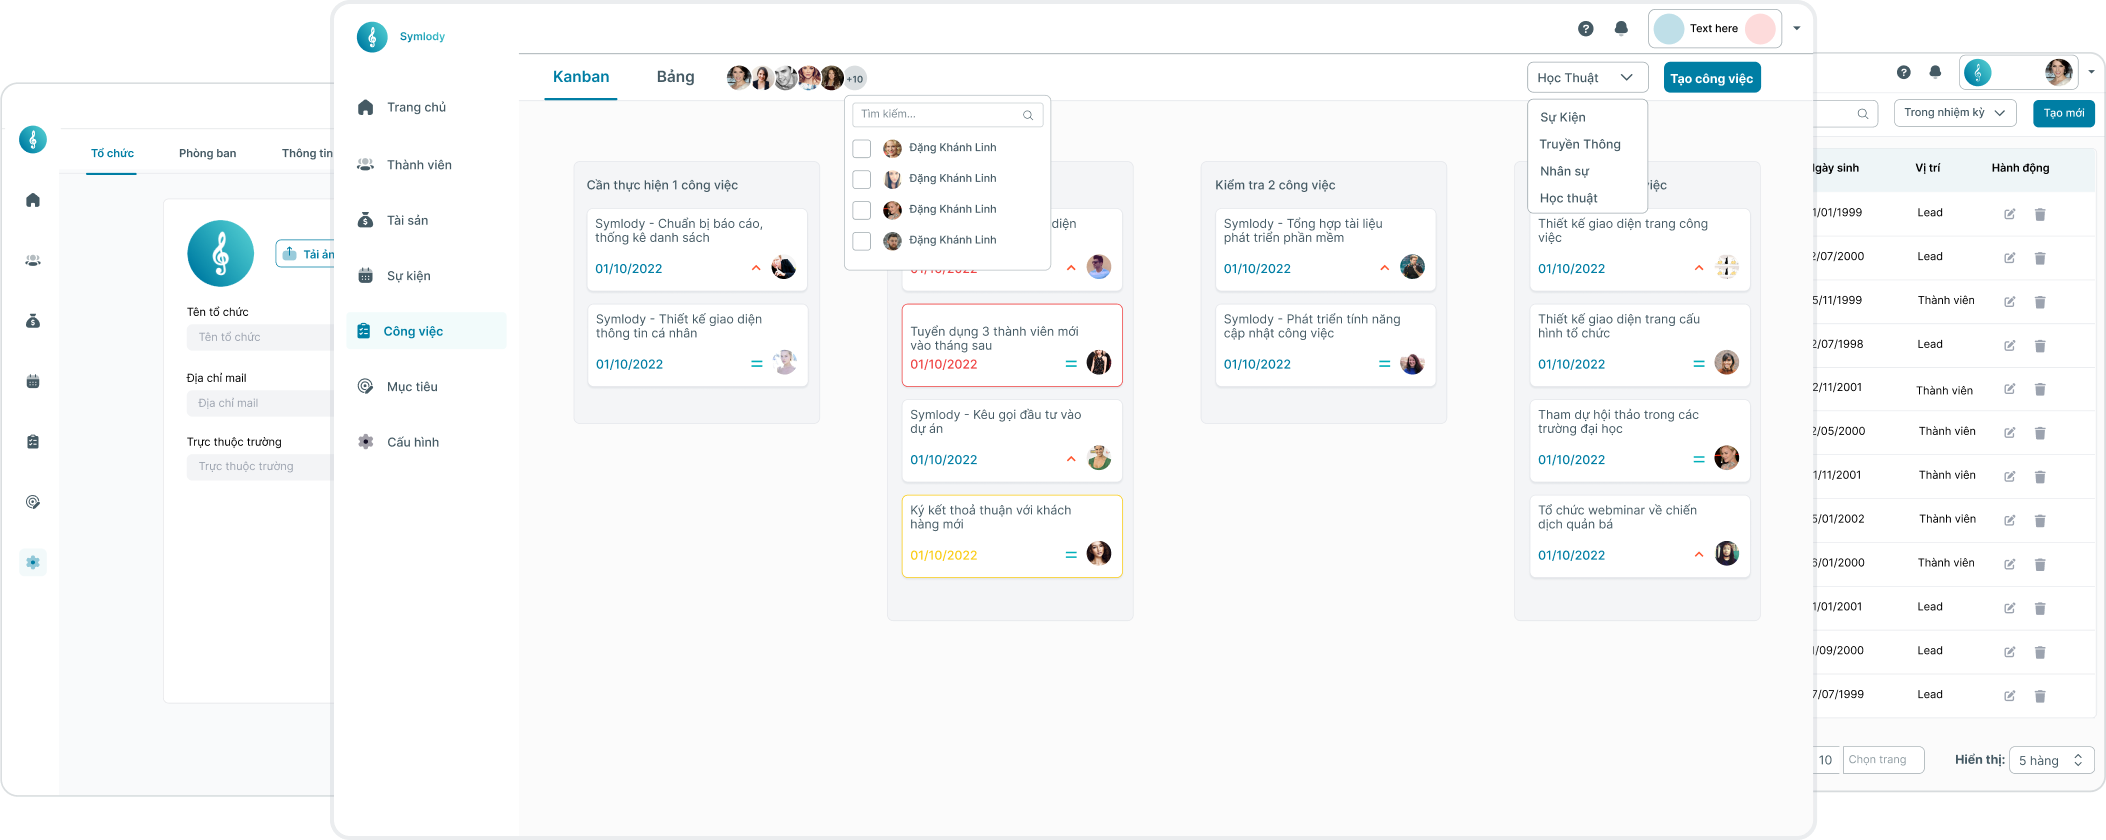 Symlody
Text here
Trang chủ
Thành viên
Tài sản
Sự kiện
Công việc
Mục tiêu
Cấu hình
Kanban
Bảng
+10
Học Thuật
Tạo công việc
Tìm kiếm...
Đặng Khánh Linh
Đặng Khánh Linh
Đặng Khánh Linh
Đặng Khánh Linh
Sự Kiện
Truyền Thông
Nhân sự
Học thuật
Cần thực hiện 1 công việc
Symlody - Chuẩn bị báo cáo,
thống kê danh sách
01/10/2022
Symlody - Thiết kế giao diện
thông tin cá nhân
01/10/2022
diện
01/10/2022
Tuyển dụng 3 thành viên mới
vào tháng sau
01/10/2022
Symlody - Kêu gọi đầu tư vào
dự án
01/10/2022
Ký kết thoả thuận với khách
hàng mới
01/10/2022
Kiểm tra 2 công việc
Symlody - Tổng hợp tài liệu
phát triển phần mềm
01/10/2022
Symlody - Phát triển tính năng
cập nhật công việc
01/10/2022
việc
Thiết kế giao diện trang công
việc
01/10/2022
Thiết kế giao diện trang cấu
hình tổ chức
01/10/2022
Tham dự hội thảo trong các
trường đại học
01/10/2022
Tổ chức webminar về chiến
dịch quản bá
01/10/2022
Tổ chức
Phòng ban
Thông tin
Tải ản
Tên tổ chức
Tên tổ chức
Địa chỉ mail
Địa chỉ mail
Trực thuộc trường
Trực thuộc trường
Trong nhiệm kỳ
Tạo mới
Ngày sinh Vị trí Hành động
1/01/1999 Lead
2/07/2000 Lead
5/11/1999 Thành viên
2/07/1998 Lead
2/11/2001 Thành viên
2/05/2000 Thành viên
1/11/2001 Thành viên
5/01/2002 Thành viên
6/01/2000 Thành viên
1/01/2001 Lead
/09/2000 Lead
7/07/1999 Lead
10
Chọn trang
Hiển thị:
5 hàng